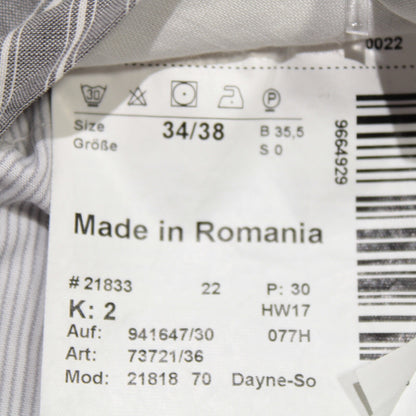 0022
30 P
Size 34/38 B 35,5
Größe S 0
9664929
Made in Romania
# 21833 22 P: 30
K: 2 HW17
Auf: 941647/30 077H
Art: 73721/36
Mod: 21818 70 Dayne-So